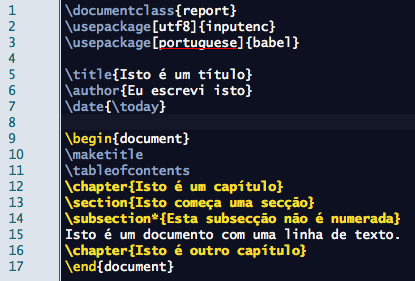 1 \documentclass{report}
2 \usepackage[utf8]{inputenc}
3 \usepackage[portuguese]{babel}
4
5 \title{Isto é um título}
6 \author{Eu escrevi isto}
7 \date{\today}
8
9 \begin{document}
10 \maketitle
11 \tableofcontents
12 \chapter{Isto é um capítulo}
13 \section{Isto começa uma secção}
14 \subsection*{Esta subsecção não é numerada}
15 Isto é um documento com uma linha de texto.
16 \chapter{Isto é outro capítulo}
17 \end{document}